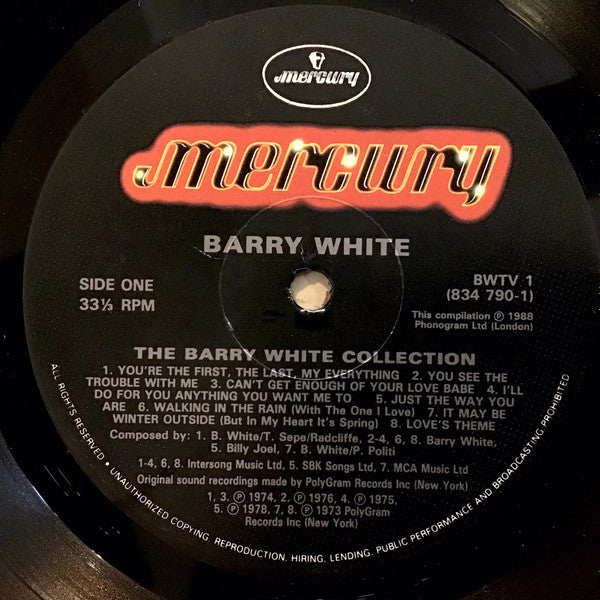 mercury
mercury
BARRY WHITE
SIDE ONE
33⅓ RPM
BWTV 1
(834 790-1)
This compilation ℗ 1988
Phonogram Ltd (London)
THE BARRY WHITE COLLECTION
1. YOU'RE THE FIRST, THE LAST, MY EVERYTHING 2. YOU SEE THE
TROUBLE WITH ME 3. CAN'T GET ENOUGH OF YOUR LOVE BABE 4. I'LL
DO FOR YOU ANYTHING YOU WANT ME TO 5. JUST THE WAY YOU
ARE 6. WALKING IN THE RAIN (With The One I Love) 7. IT MAY BE
WINTER OUTSIDE (But In My Heart It's Spring) 8. LOVE'S THEME
Composed by: 1. B. White/T. Sepe/Radcliffe, 2-4, 6, 8. Barry White,
5. Billy Joel, 7. B. White/P. Politi
1-4, 6, 8. Intersong Music Ltd, 5. SBK Songs Ltd, 7. MCA Music Ltd
Original sound recordings made by PolyGram Records Inc (New York)
1, 3. ℗ 1974, 2. ℗ 1976, 4. ℗ 1975,
5. ℗ 1978, 7, 8. ℗ 1973 PolyGram
Records Inc (New York)
ALL RIGHTS RESERVED • UNAUTHORIZED COPYING, REPRODUCTION, HIRING, LENDING, PUBLIC PERFORMANCE AND BROADCASTING PROHIBITED